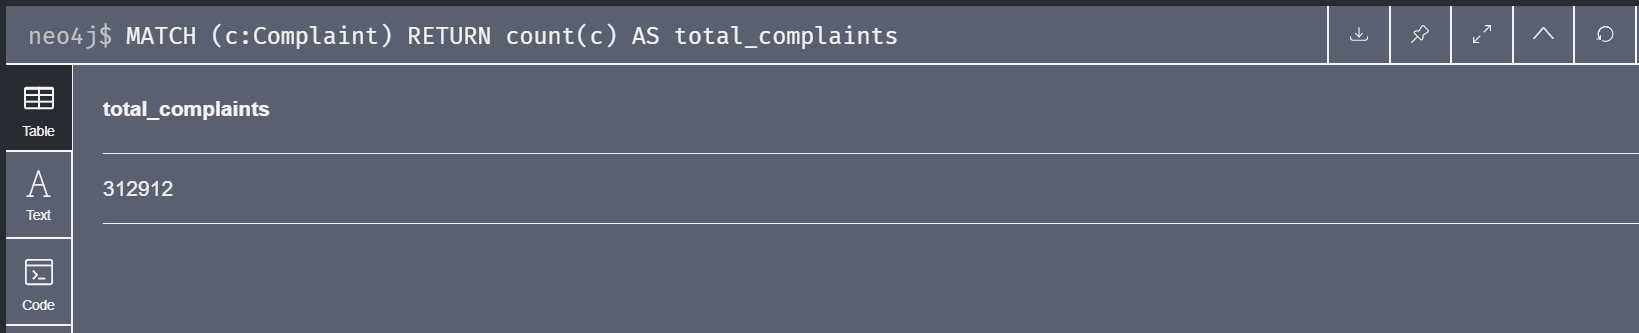 neo4j$ MATCH (c:Complaint) RETURN count(c) AS total_complaints
Table
total_complaints
312912
Text
Code